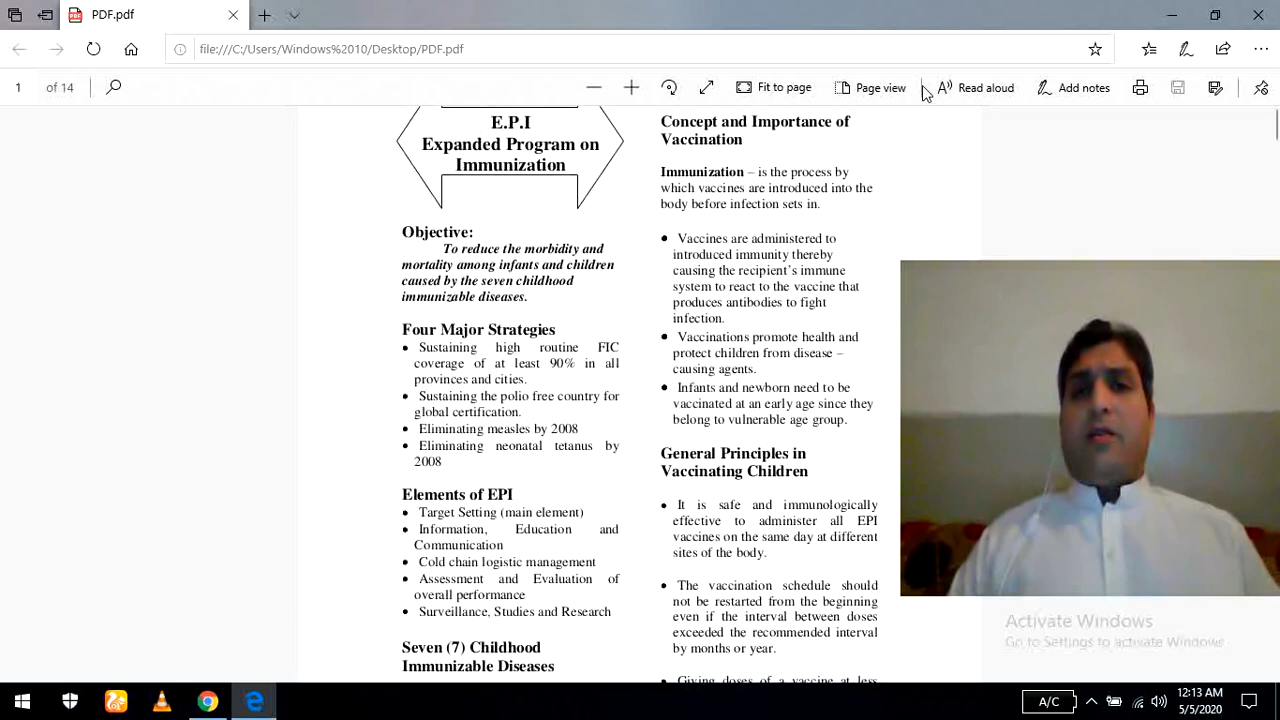 PDF.pdf
file:///C:/Users/Windows%2010/Desktop/PDF.pdf
1 of 14
Fit to page
Page view
Read aloud
Add notes
E.P.I
Expanded Program on
Immunization
Objective:
To reduce the morbidity and
mortality among infants and children
caused by the seven childhood
immunizable diseases.
Four Major Strategies
• Sustaining high routine FIC
coverage of at least 90% in all
provinces and cities.
• Sustaining the polio free country for
global certification.
• Eliminating measles by 2008
• Eliminating neonatal tetanus by
2008
Elements of EPI
• Target Setting (main element)
• Information, Education and
Communication
• Cold chain logistic management
• Assessment and Evaluation of
overall performance
• Surveillance, Studies and Research
Seven (7) Childhood
Immunizable Diseases
Concept and Importance of
Vaccination
Immunization – is the process by
which vaccines are introduced into the
body before infection sets in.
• Vaccines are administered to
introduced immunity thereby
causing the recipient's immune
system to react to the vaccine that
produces antibodies to fight
infection.
• Vaccinations promote health and
protect children from disease –
causing agents.
• Infants and newborn need to be
vaccinated at an early age since they
belong to vulnerable age group.
General Principles in
Vaccinating Children
• It is safe and immunologically
effective to administer all EPI
vaccines on the same day at different
sites of the body.
• The vaccination schedule should
not be restarted from the beginning
even if the interval between doses
exceeded the recommended interval
by months or year.
• Giving doses of a vaccine at less
Activate Windows
Go to Settings to activate Windows
A/C
12:13 AM
5/5/2020